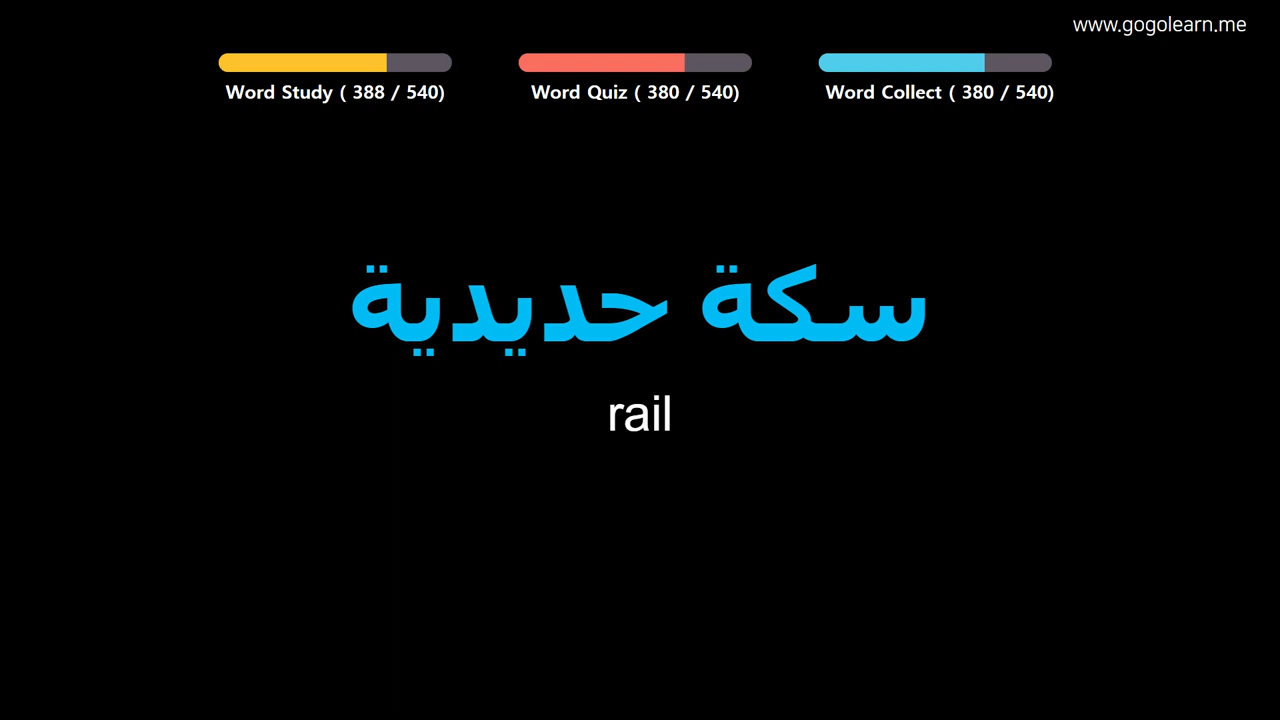 www.gogolearn.me
Word Study ( 388 / 540)
Word Quiz ( 380 / 540)
Word Collect ( 380 / 540)
سكة حديدية
rail